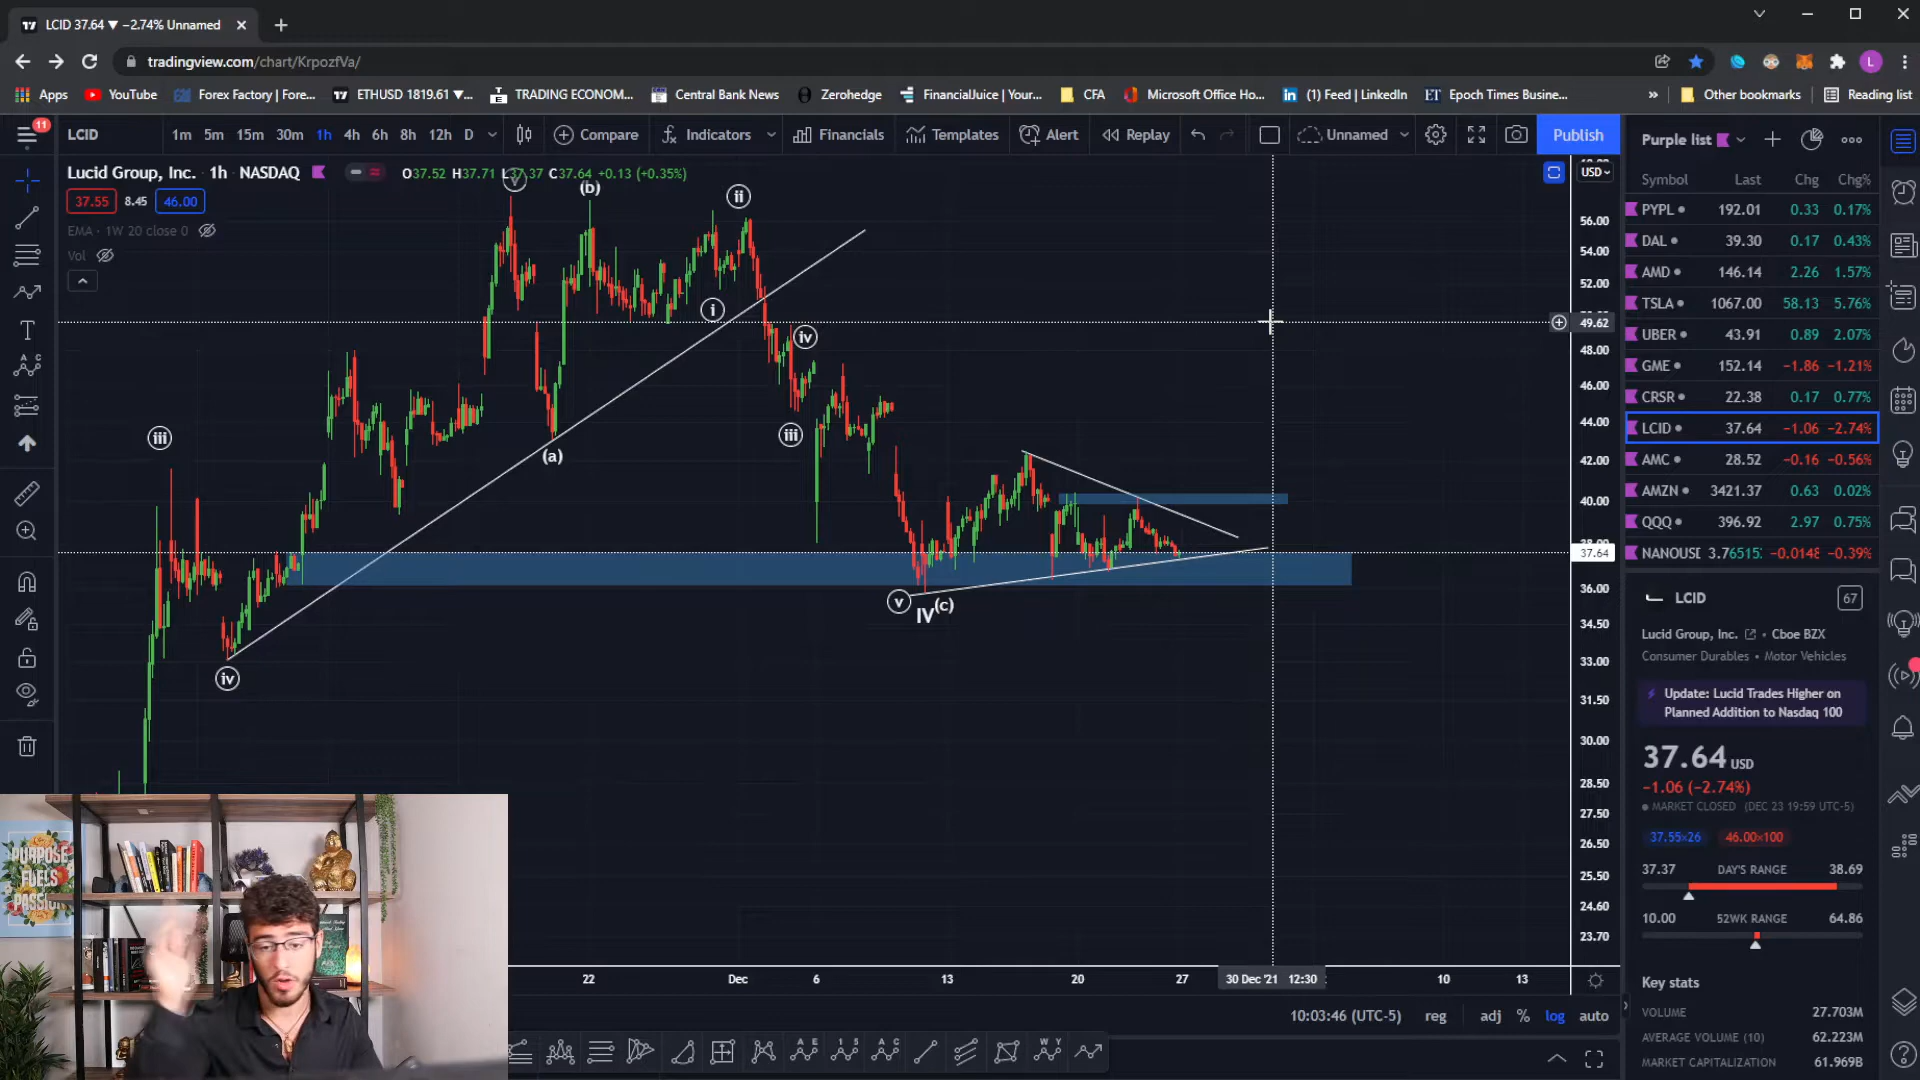 LCID 37.64 ▼ −2.74% Unnamed
tradingview.com/chart/KrpozfVa/
Apps YouTube Forex Factory | Fore... ETHUSD 1819.61 ▼... TRADING ECONOM... Central Bank News Zerohedge FinancialJuice | Your... CFA Microsoft Office Ho... (1) Feed | LinkedIn Epoch Times Busine... » Other bookmarks Reading list
11
LCID 1m 5m 15m 30m 1h 4h 6h 8h 12h D Compare Indicators Financials Templates Alert Replay Unnamed Publish
Lucid Group, Inc. · 1h · NASDAQ O37.52 H37.71 L37.37 C37.64 +0.13 (+0.35%)
37.55 8.45 46.00
EMA · 1W 20 close 0
Vol
v
(b)
ii
i
iv
iii
iii
(a)
iv
v
IV
(c)
USD
56.00
54.00
52.00
49.62
48.00
46.00
44.00
42.00
40.00
38.00
37.64
36.00
34.50
33.00
31.50
30.00
28.50
27.50
26.50
25.50
24.60
23.70
22 Dec 6 13 20 27 30 Dec '21 12:30 10 13
10:03:46 (UTC-5) reg adj % log auto
Purple list
Symbol Last Chg Chg%
PYPL 192.01 0.33 0.17%
DAL 39.30 0.17 0.43%
AMD 146.14 2.26 1.57%
TSLA 1067.00 58.13 5.76%
UBER 43.91 0.89 2.07%
GME 152.14 −1.86 −1.21%
CRSR 22.38 0.17 0.77%
LCID 37.64 −1.06 −2.74%
AMC 28.52 −0.16 −0.56%
AMZN 3421.37 0.63 0.02%
QQQ 396.92 2.97 0.75%
NANOUSD 3.76515 −0.0148 −0.39%
LCID 67
Lucid Group, Inc. • Cboe BZX
Consumer Durables • Motor Vehicles
Update: Lucid Trades Higher on
Planned Addition to Nasdaq 100
37.64 USD
−1.06 (−2.74%)
MARKET CLOSED (DEC 23 19:59 UTC-5)
37.55×26 46.00×100
37.37 DAY'S RANGE 38.69
10.00 52WK RANGE 64.86
Key stats
VOLUME 27.703M
AVERAGE VOLUME (10) 62.223M
MARKET CAPITALIZATION 61.969B
PURPOSE
FUELS
PASSION